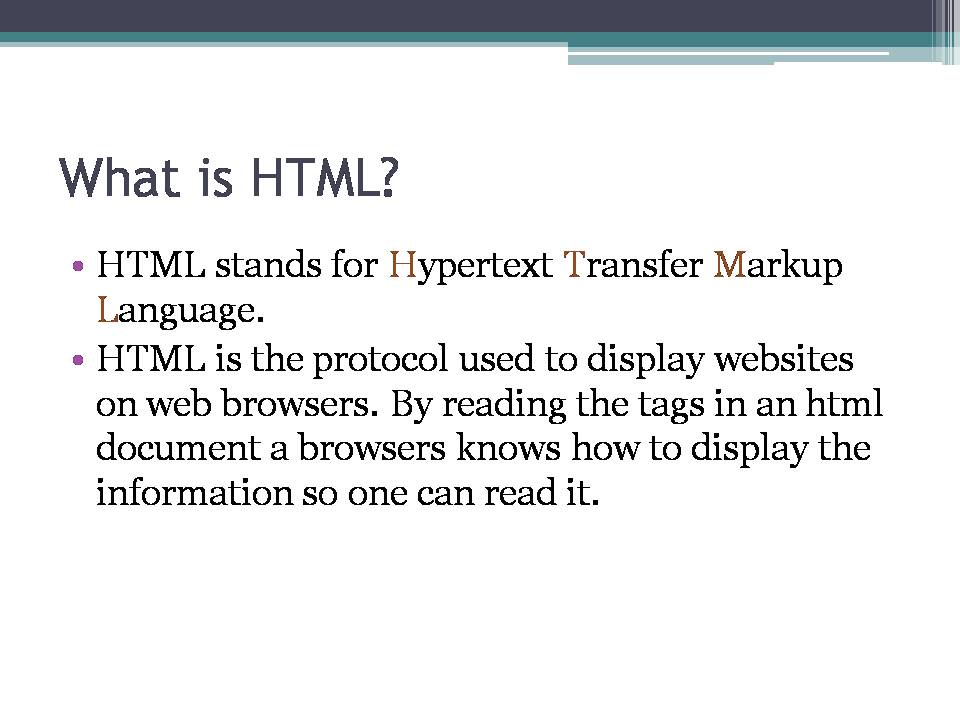 What is HTML?
• HTML stands for Hypertext Transfer Markup
Language.
• HTML is the protocol used to display websites
on web browsers. By reading the tags in an html
document a browsers knows how to display the
information so one can read it.